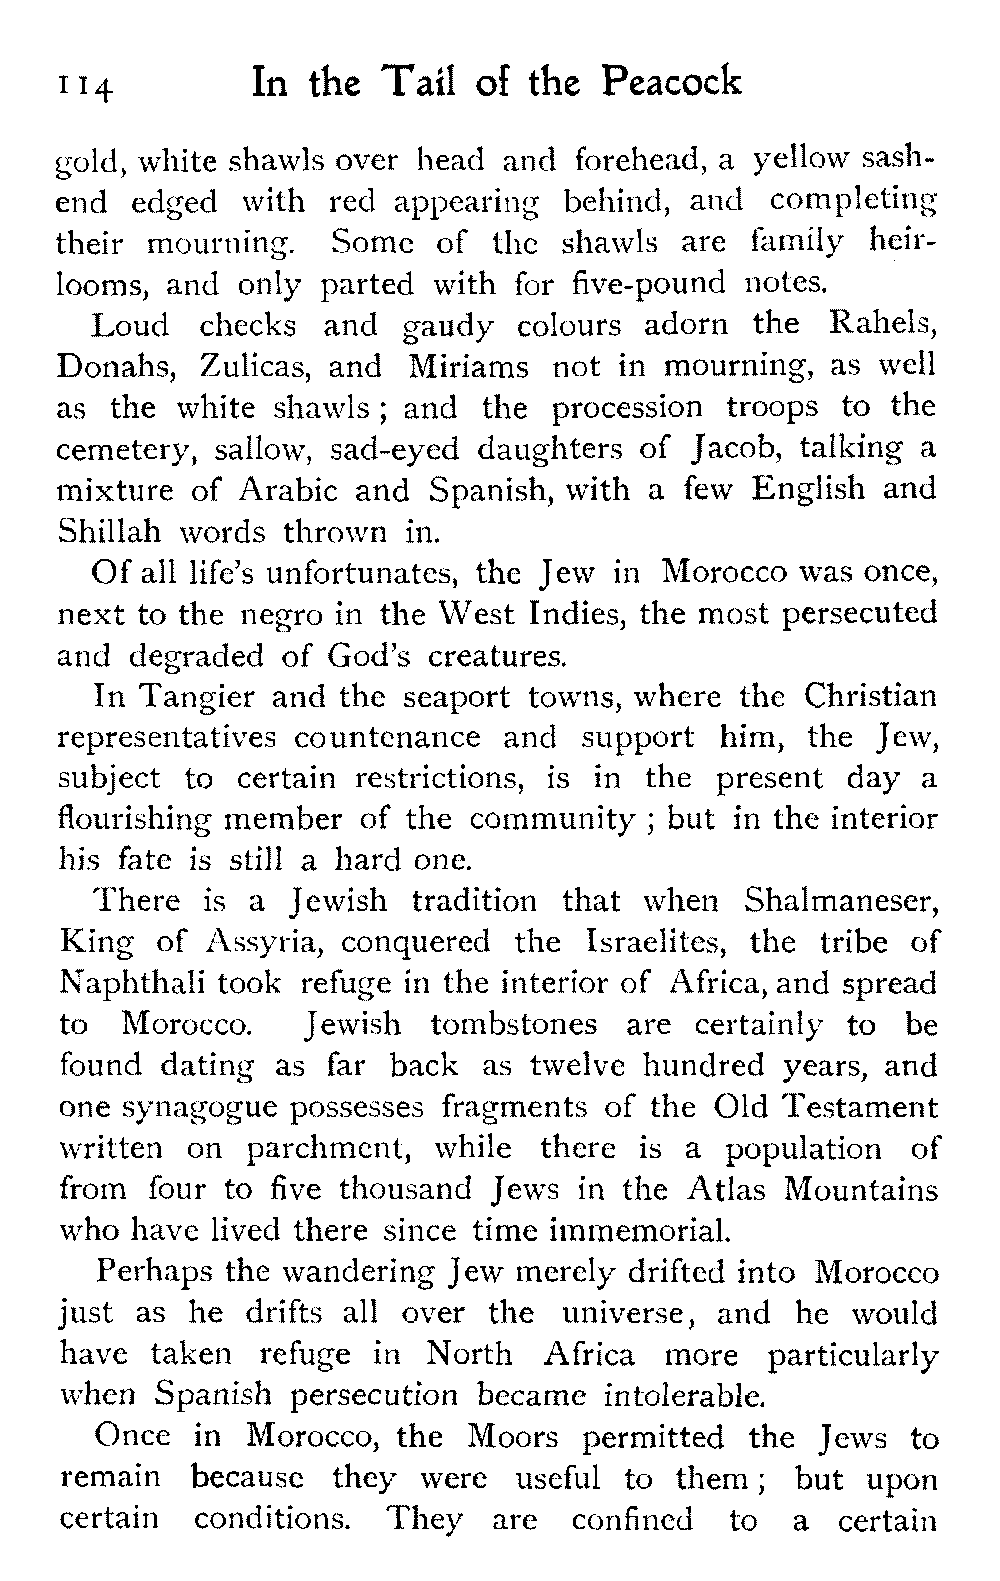 114 In the Tail of the Peacock
gold, white shawls over head and forehead, a yellow sash-
end edged with red appearing behind, and completing
their mourning. Some of the shawls are family heir-
looms, and only parted with for five-pound notes.
Loud checks and gaudy colours adorn the Rahels,
Donahs, Zulicas, and Miriams not in mourning, as well
as the white shawls ; and the procession troops to the
cemetery, sallow, sad-eyed daughters of Jacob, talking a
mixture of Arabic and Spanish, with a few English and
Shillah words thrown in.
Of all life's unfortunates, the Jew in Morocco was once,
next to the negro in the West Indies, the most persecuted
and degraded of God's creatures.
In Tangier and the seaport towns, where the Christian
representatives countenance and support him, the Jew,
subject to certain restrictions, is in the present day a
flourishing member of the community ; but in the interior
his fate is still a hard one.
There is a Jewish tradition that when Shalmaneser,
King of Assyria, conquered the Israelites, the tribe of
Naphthali took refuge in the interior of Africa, and spread
to Morocco. Jewish tombstones are certainly to be
found dating as far back as twelve hundred years, and
one synagogue possesses fragments of the Old Testament
written on parchment, while there is a population of
from four to five thousand Jews in the Atlas Mountains
who have lived there since time immemorial.
Perhaps the wandering Jew merely drifted into Morocco
just as he drifts all over the universe, and he would
have taken refuge in North Africa more particularly
when Spanish persecution became intolerable.
Once in Morocco, the Moors permitted the Jews to
remain because they were useful to them ; but upon
certain conditions. They are confined to a certain